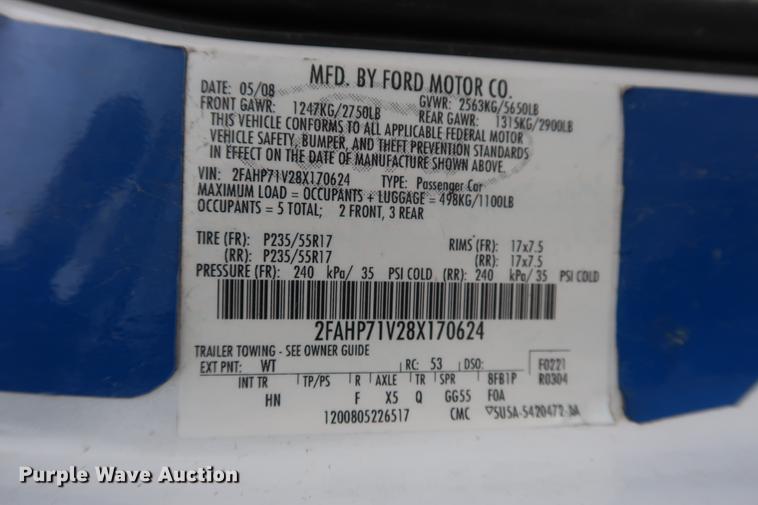 MFD. BY FORD MOTOR CO.
DATE: 05/08 GVWR: 2563KG/5650LB
FRONT GAWR: 1247KG/2750LB REAR GAWR: 1315KG/2900LB
THIS VEHICLE CONFORMS TO ALL APPLICABLE FEDERAL MOTOR
VEHICLE SAFETY, BUMPER, AND THEFT PREVENTION STANDARDS
IN EFFECT ON THE DATE OF MANUFACTURE SHOWN ABOVE.
VIN: 2FAHP71V28X170624 TYPE: Passenger Car
MAXIMUM LOAD = OCCUPANTS + LUGGAGE = 498KG/1100LB
OCCUPANTS = 5 TOTAL; 2 FRONT, 3 REAR
TIRE (FR): P235/55R17 RIMS (FR): 17x7.5
(RR): P235/55R17 (RR): 17x7.5
PRESSURE (FR): 240 kPa/ 35 PSI COLD (RR): 240 kPa/ 35 PSI COLD
2FAHP71V28X170624
TRAILER TOWING - SEE OWNER GUIDE
EXT PNT: WT RC: 53 DSO: F0221
INT TR TP/PS R AXLE TR SPR 8FB1P R0304
HN F X5 Q GG55 F0A
1200805226517 CMC
Purple Wave Auction